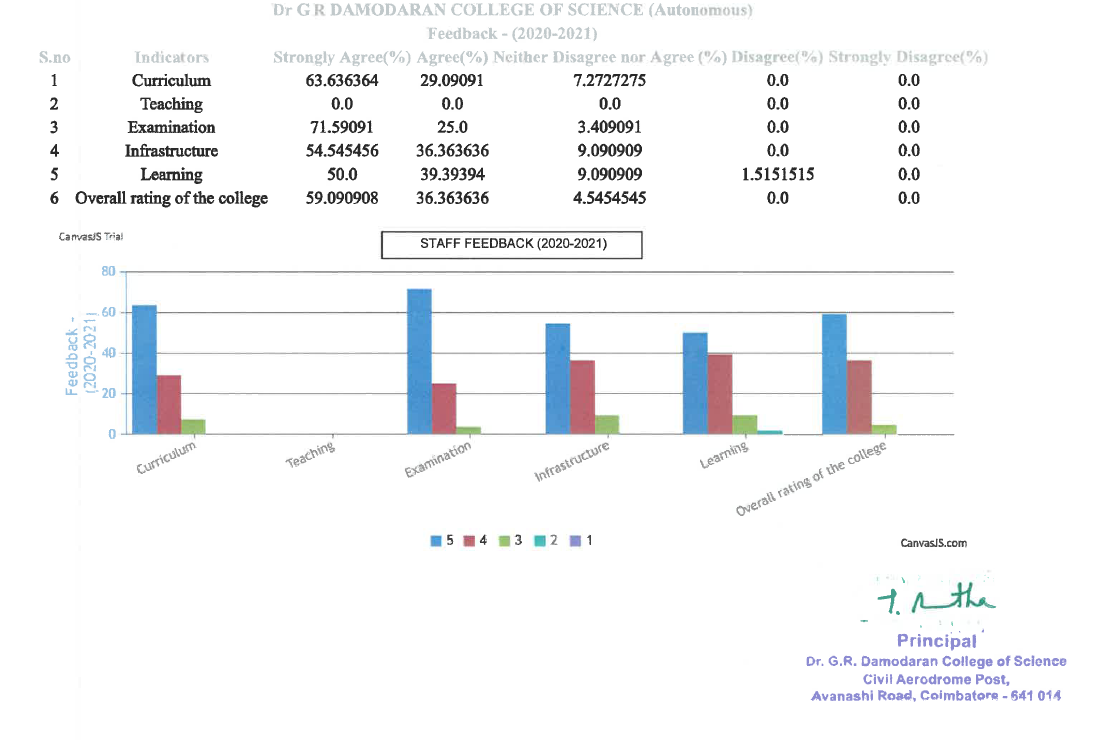 Dr G R DAMODARAN COLLEGE OF SCIENCE (Autonomous)
Feedback - (2020-2021)
S.no Indicators Strongly Agree(%) Agree(%) Neither Disagree nor Agree (%) Disagree(%) Strongly Disagree(%)
1 Curriculum 63.636364 29.09091 7.2727275 0.0 0.0
2 Teaching 0.0 0.0 0.0 0.0 0.0
3 Examination 71.59091 25.0 3.409091 0.0 0.0
4 Infrastructure 54.545456 36.363636 9.090909 0.0 0.0
5 Learning 50.0 39.39394 9.090909 1.5151515 0.0
6 Overall rating of the college 59.090908 36.363636 4.5454545 0.0 0.0
CanvasJS Trial
STAFF FEEDBACK (2020-2021)
Feedback -
(2020-2021)
80
60
40
20
0
Curriculum Teaching Examination Infrastructure Learning Overall rating of the college
5 4 3 2 1
CanvasJS.com
Principal
Dr. G.R. Damodaran College of Science
Civil Aerodrome Post,
Avanashi Road, Coimbatore - 641 014